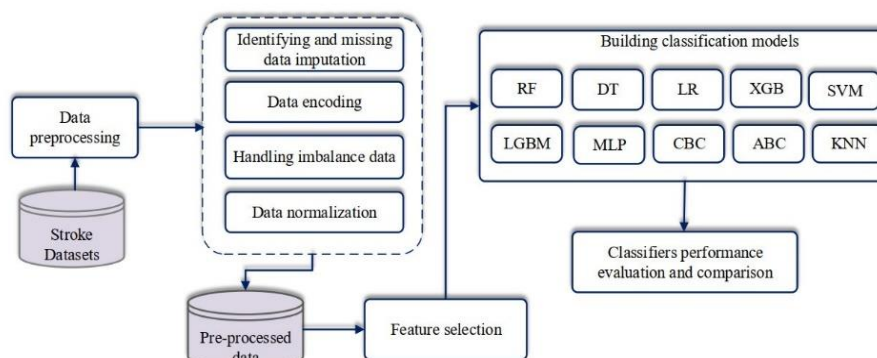 Data
preprocessing
Stroke
Datasets
Identifying and missing
data imputation
Data encoding
Handling imbalance data
Data normalization
Pre-processed
data
Feature selection
Building classification models
RF
DT
LR
XGB
SVM
LGBM
MLP
CBC
ABC
KNN
Classifiers performance
evaluation and comparison